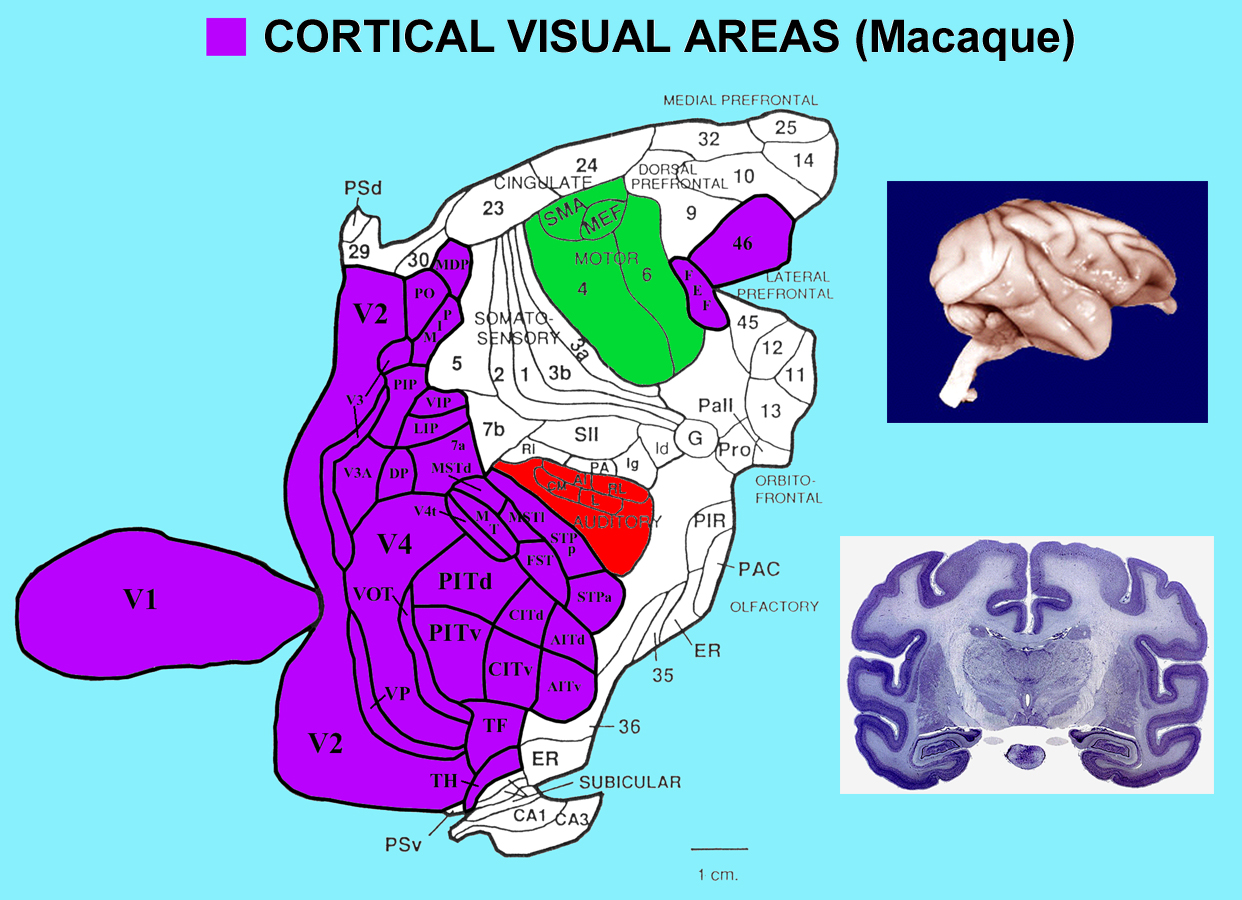 CORTICAL VISUAL AREAS (Macaque)
MEDIAL PREFRONTAL
25
32
14
24
DORSAL
PREFRONTAL
10
CINGULATE
PSd
23
SMA
MEF
9
46
29
30
MDP
MOTOR
4
6
F
E
F
LATERAL
PREFRONTAL
PO
V2
M
I
P
SOMATO-
SENSORY
3a
45
12
5
2
1
3b
11
PIP
V3
VIP
PaII
13
LIP
7a
7b
SII
G
Id
Pro
RI
PA
Ig
V3A
DP
MSTd
AI
CM
RL
L
ORBITO-
FRONTAL
V4t
M
T
MSTl
AUDITORY
PIR
V4
STP
p
FST
PAC
V1
VOT
PITd
STPa
OLFACTORY
CITd
PITv
AITd
ER
CITv
35
AITv
VP
TF
36
V2
ER
TH
SUBICULAR
CA1
CA3
PSv
1 cm.